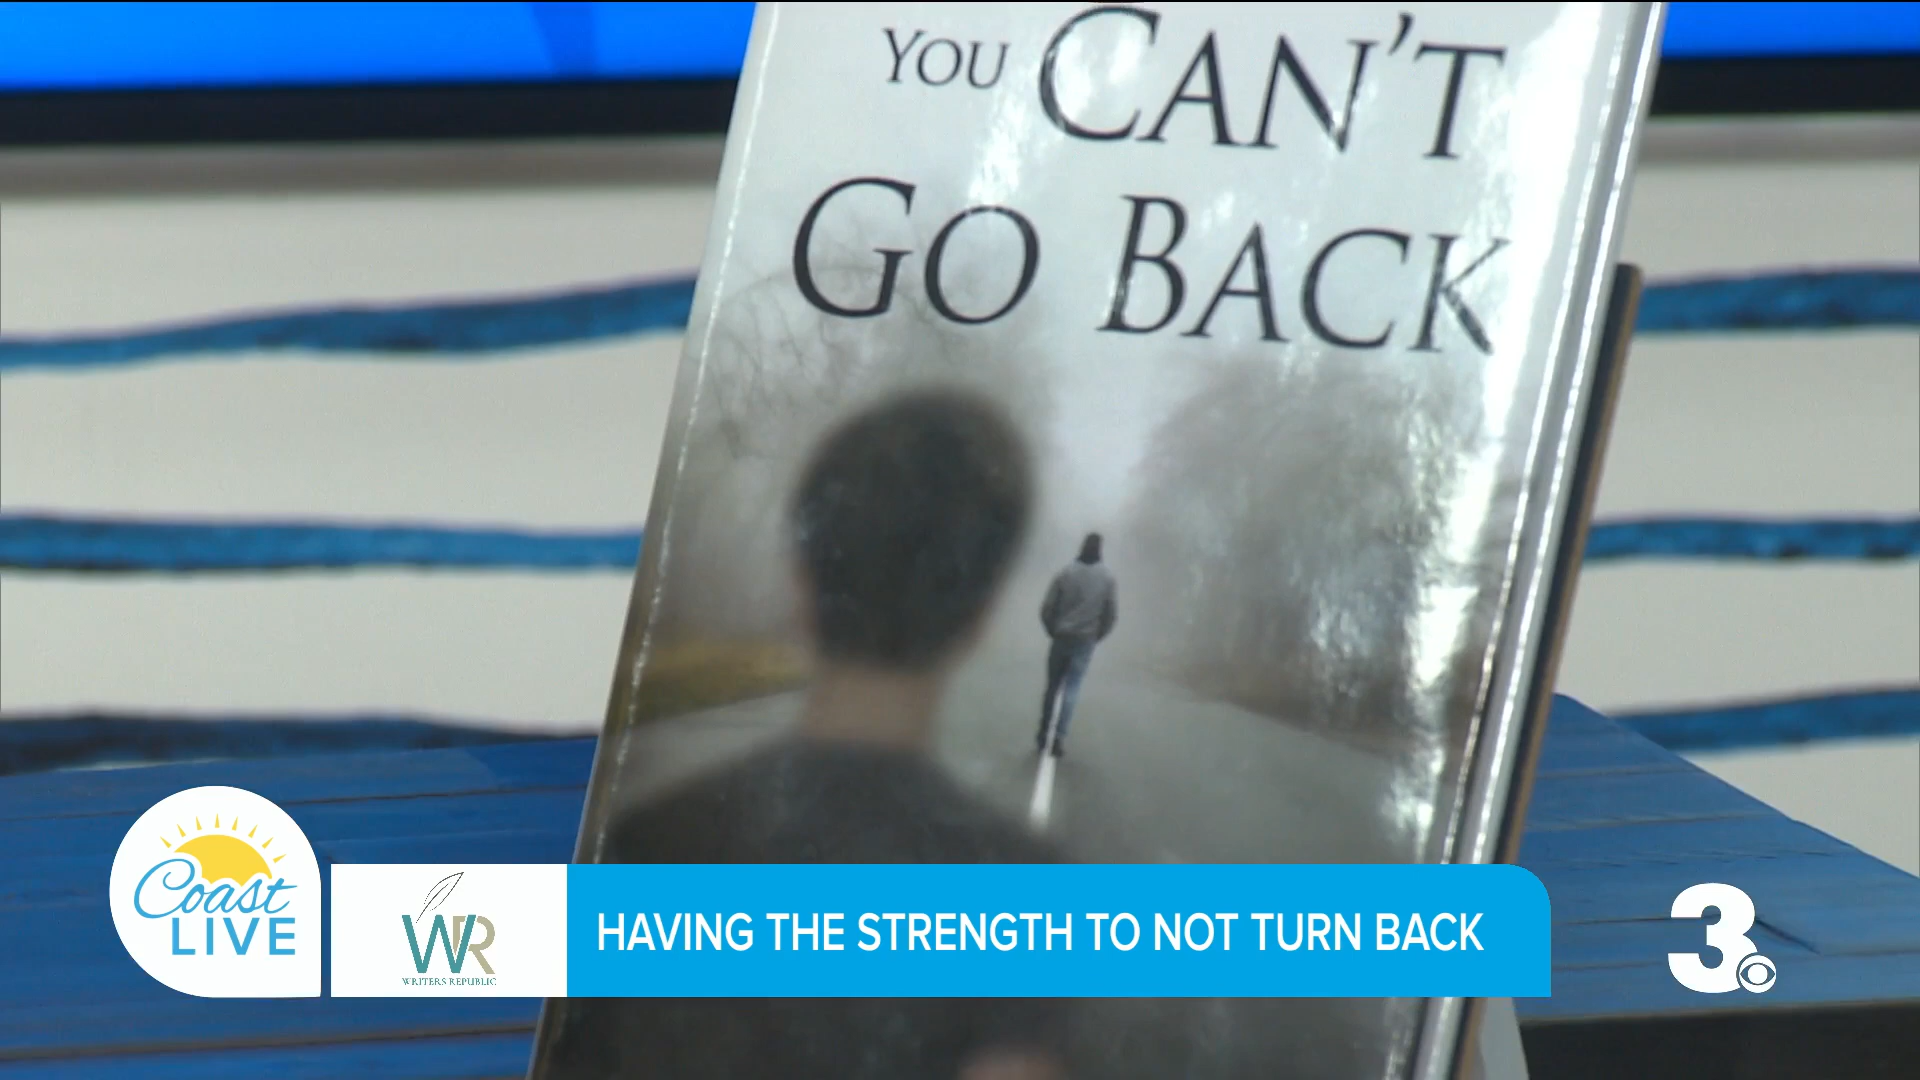 YOU CAN'T
GO BACK
Coast
LIVE
WR
WRITERS REPUBLIC
HAVING THE STRENGTH TO NOT TURN BACK
3